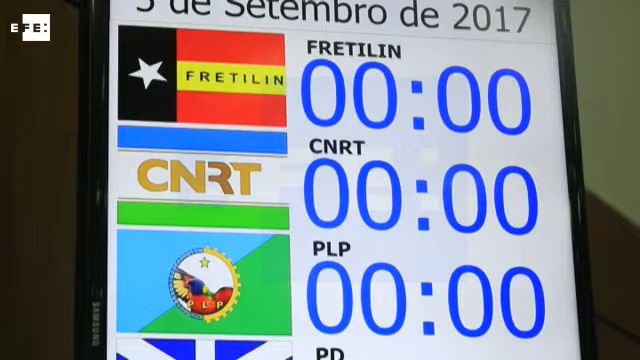 EFE:
5 de Setembro de 2017
FRETILIN
FRETILIN
00:00
CNRT
CNRT
00:00
PLP
PLP
00:00
PD
SAMSUNG